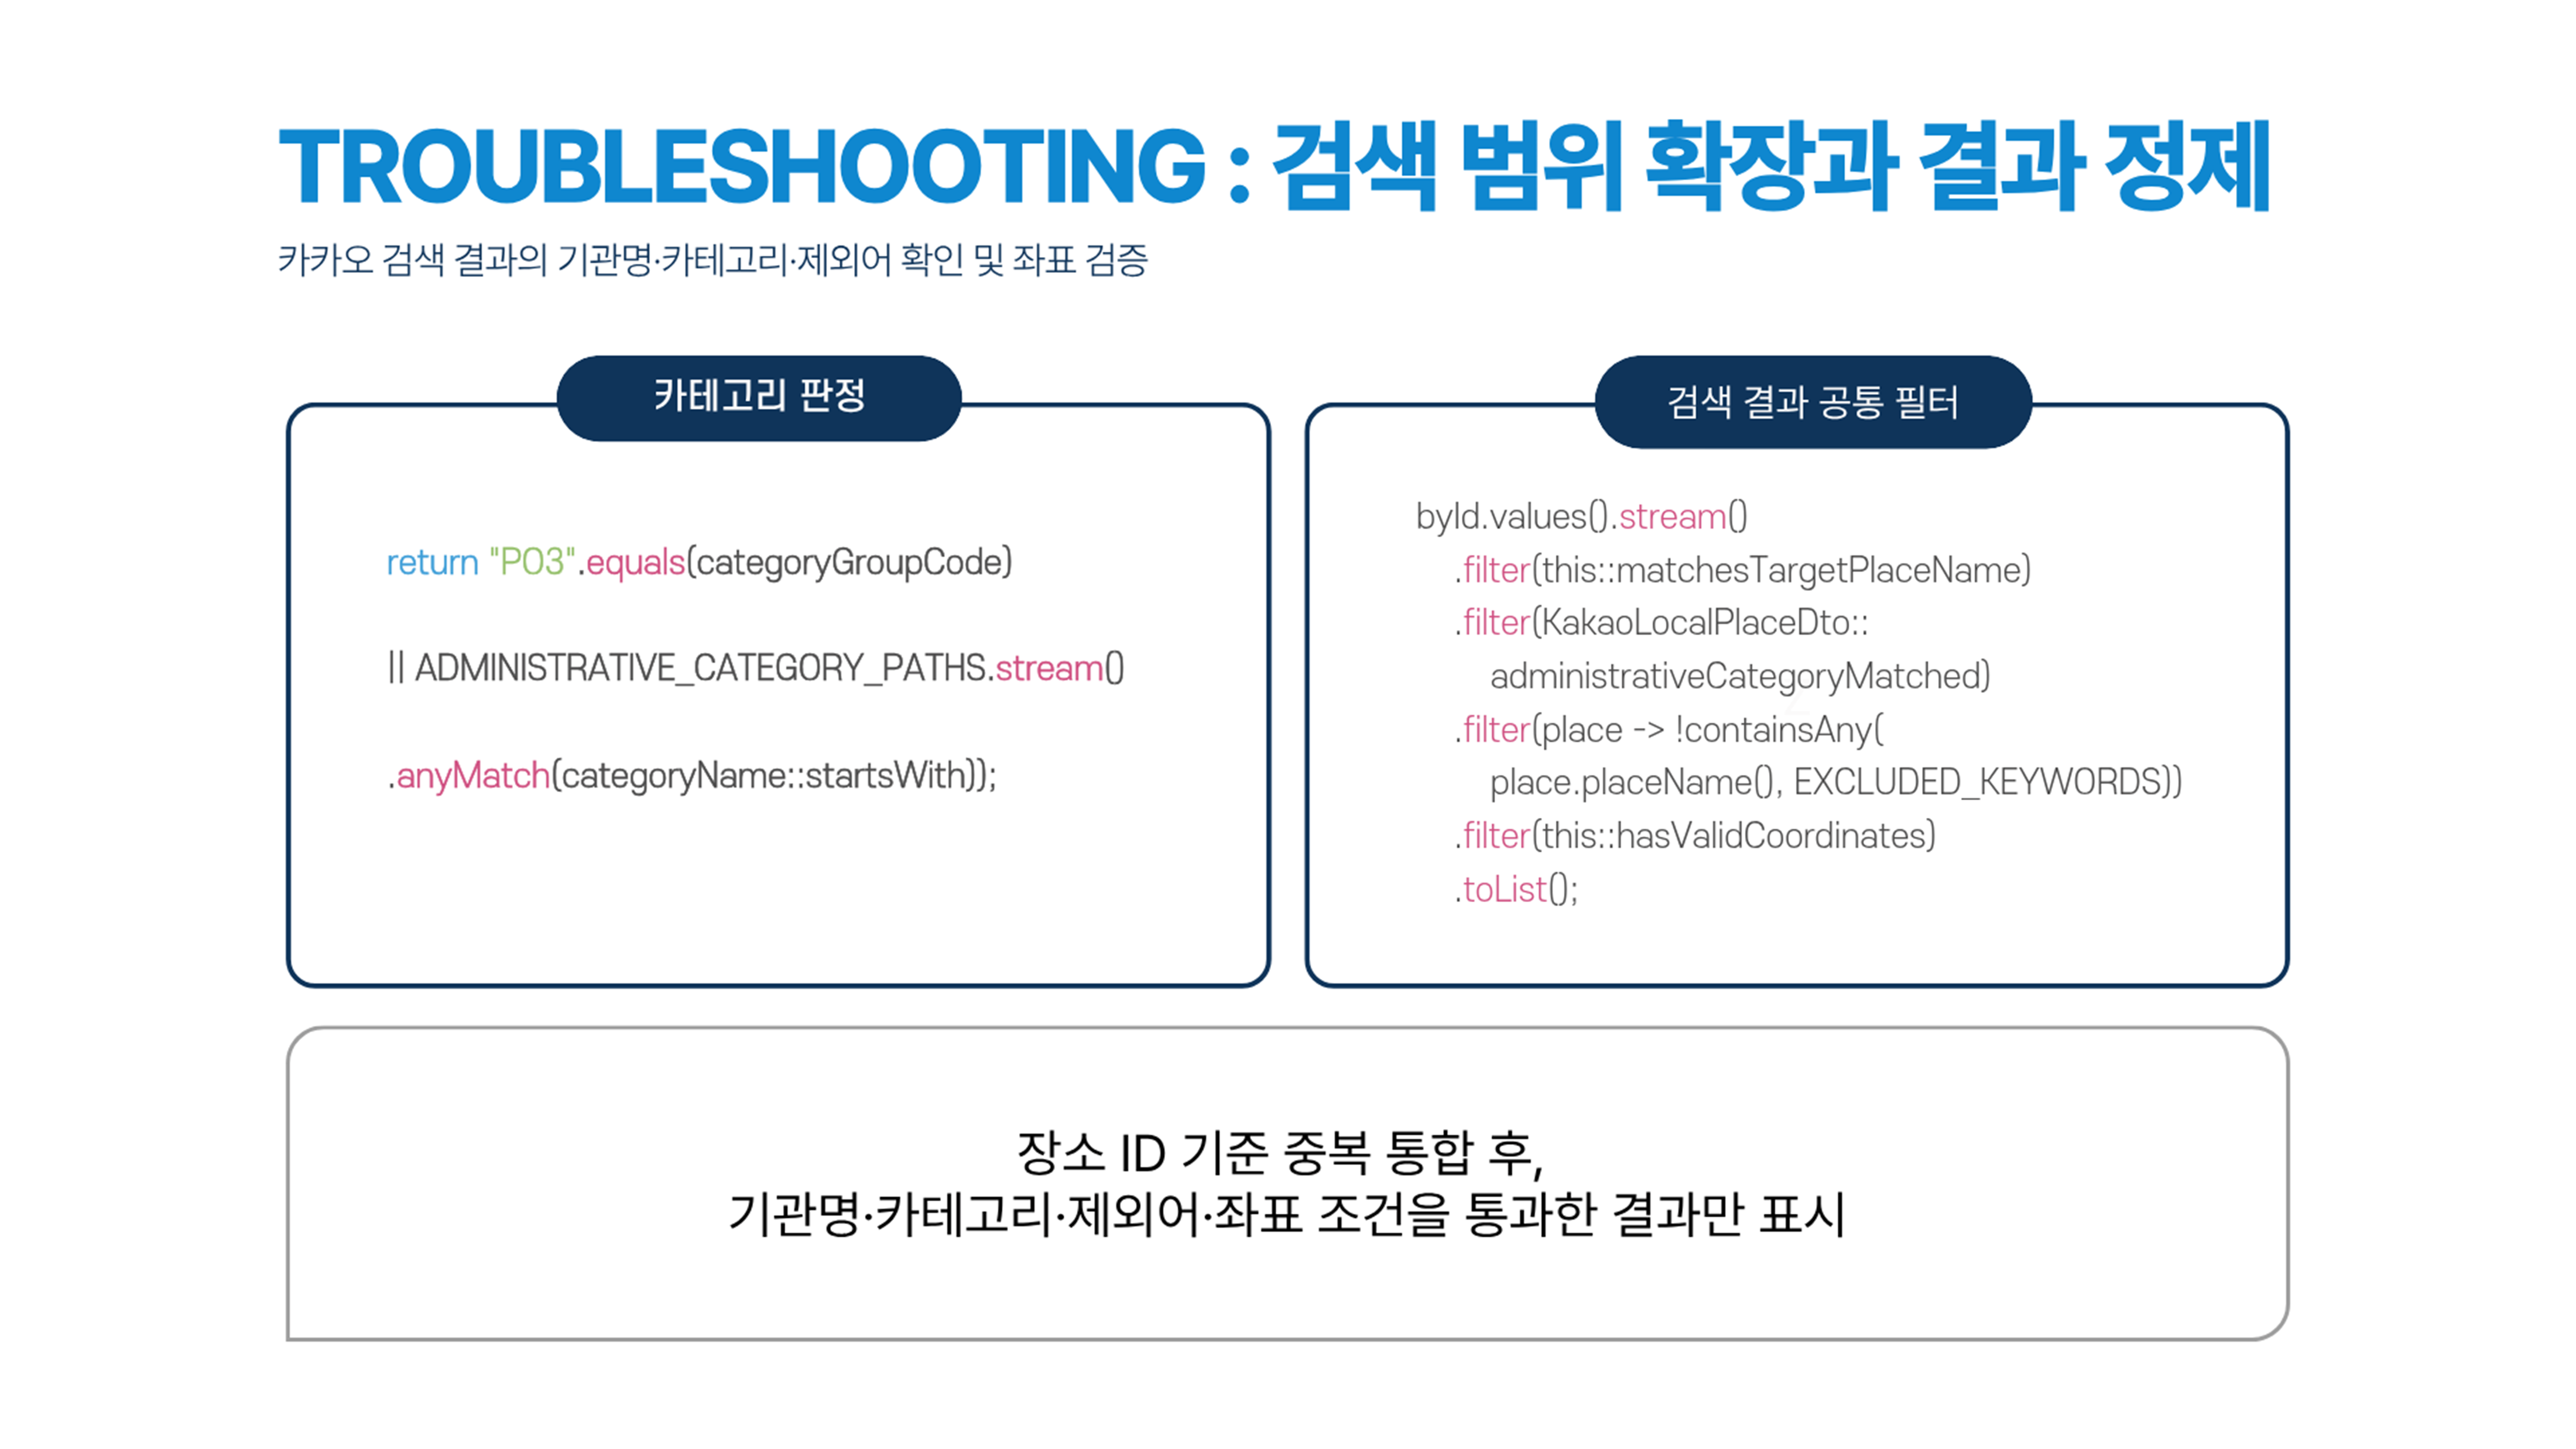 TROUBLESHOOTING : 검색 범위 확장과 결과 정제
카카오 검색 결과의 기관명·카테고리·제외어 확인 및 좌표 검증
카테고리 판정
return "PO3".equals(categoryGroupCode)
|| ADMINISTRATIVE_CATEGORY_PATHS.stream()
.anyMatch(categoryName::startsWith));
검색 결과 공통 필터
byId.values().stream()
.filter(this::matchesTargetPlaceName)
.filter(KakaoLocalPlaceDto::
administrativeCategoryMatched)
.filter(place -> !containsAny(
place.placeName(), EXCLUDED_KEYWORDS))
.filter(this::hasValidCoordinates)
.toList();
장소 ID 기준 중복 통합 후,
기관명·카테고리·제외어·좌표 조건을 통과한 결과만 표시